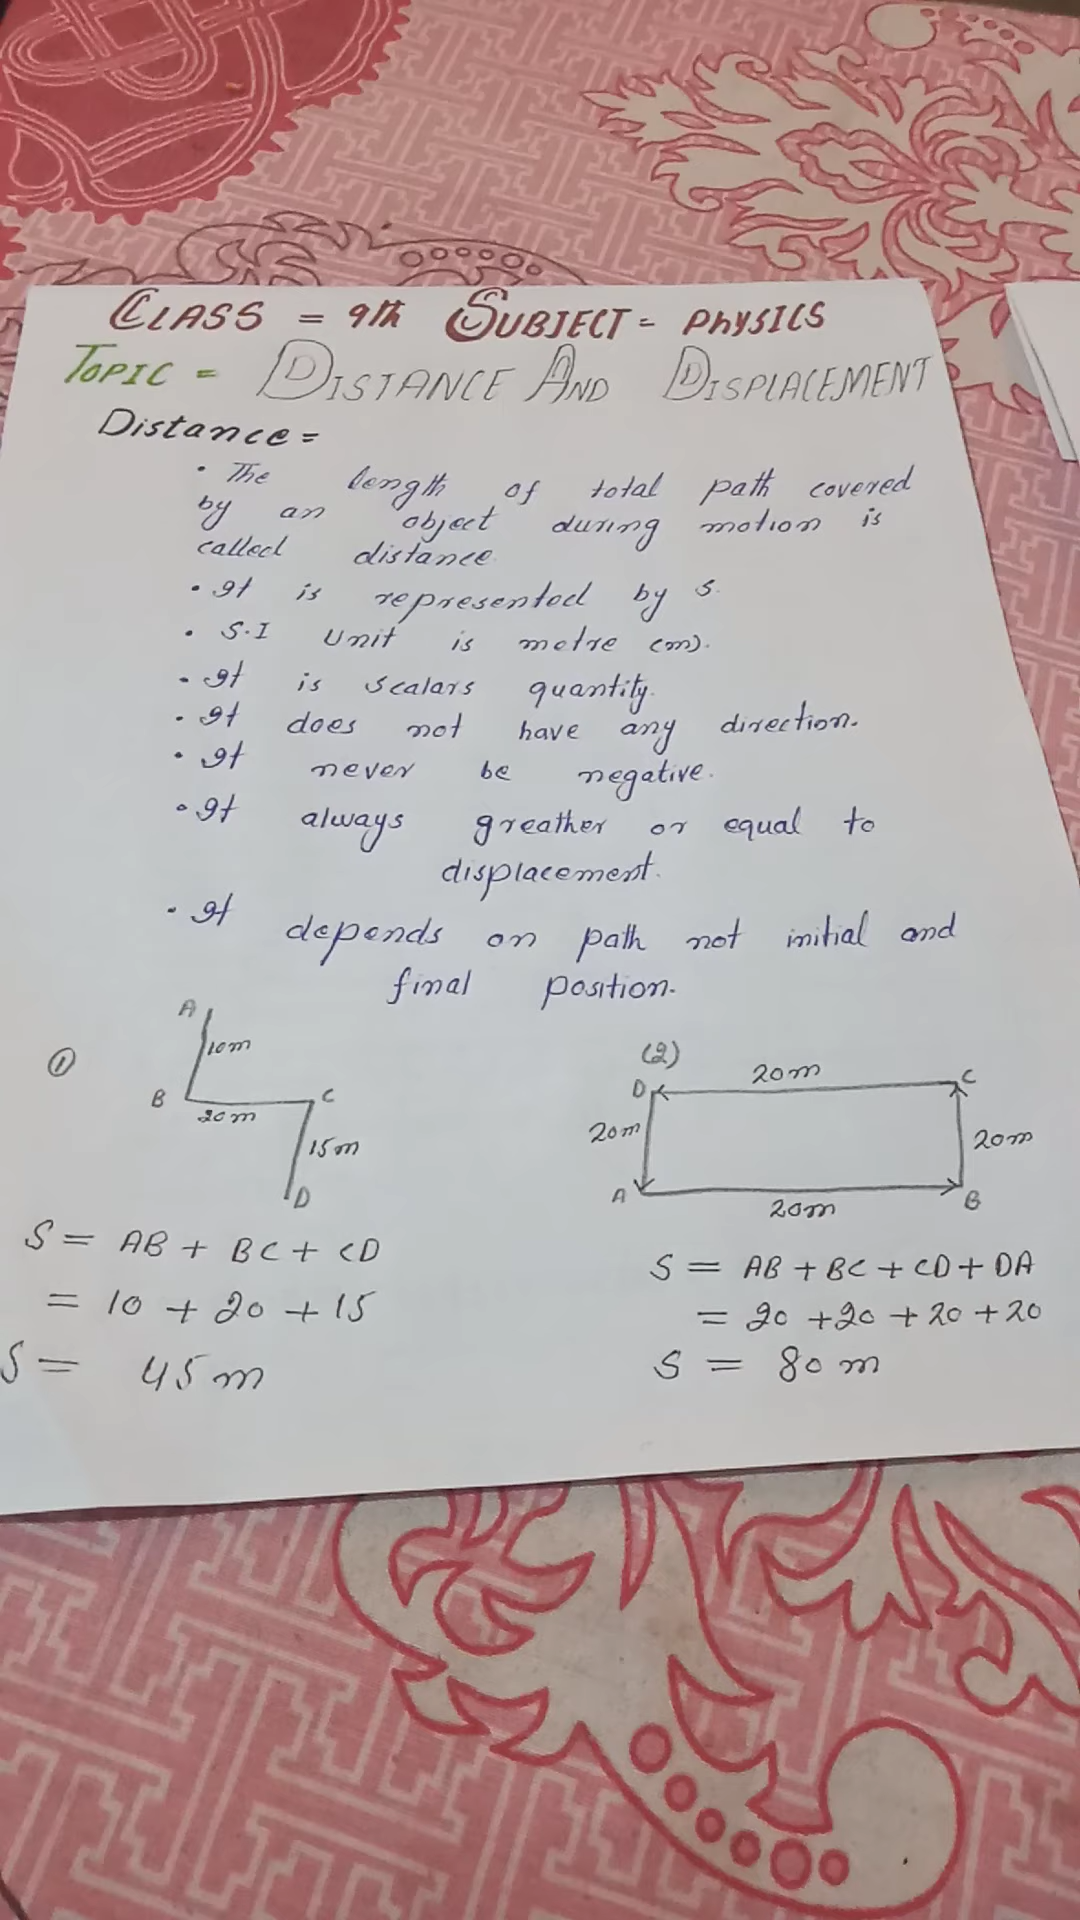 CLASS = 9th SUBJECT = PHYSICS
TOPIC = DISTANCE AND DISPLACEMENT
Distance =
• The length of total path covered
by an object during motion is
called distance.
• It is represented by s.
• S.I Unit is metre (m).
• It is scalars quantity.
• It does not have any direction.
• It never be negative.
• It always greather or equal to
displacement.
• It depends on path not initial and
final position.
①
A
10m
B
20m
C
15m
D
S = AB + BC + CD
= 10 + 20 + 15
S = 45 m
(2)
D
20m
C
20m
20m
A
20m
B
S = AB + BC + CD + DA
= 20 + 20 + 20 + 20
S = 80 m